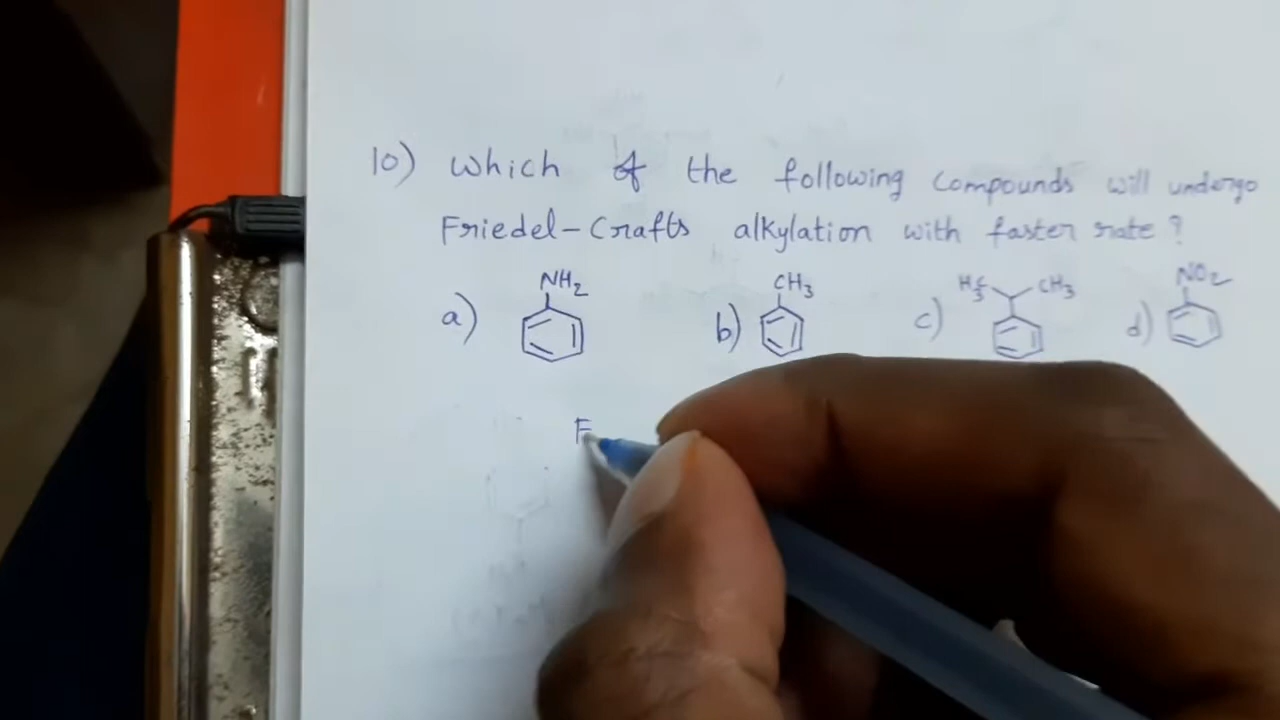 10) Which of the following compounds will undergo
Friedel-Crafts alkylation with faster rate?
a) NH2 b) CH3 c) H3C CH3 d) NO2
F